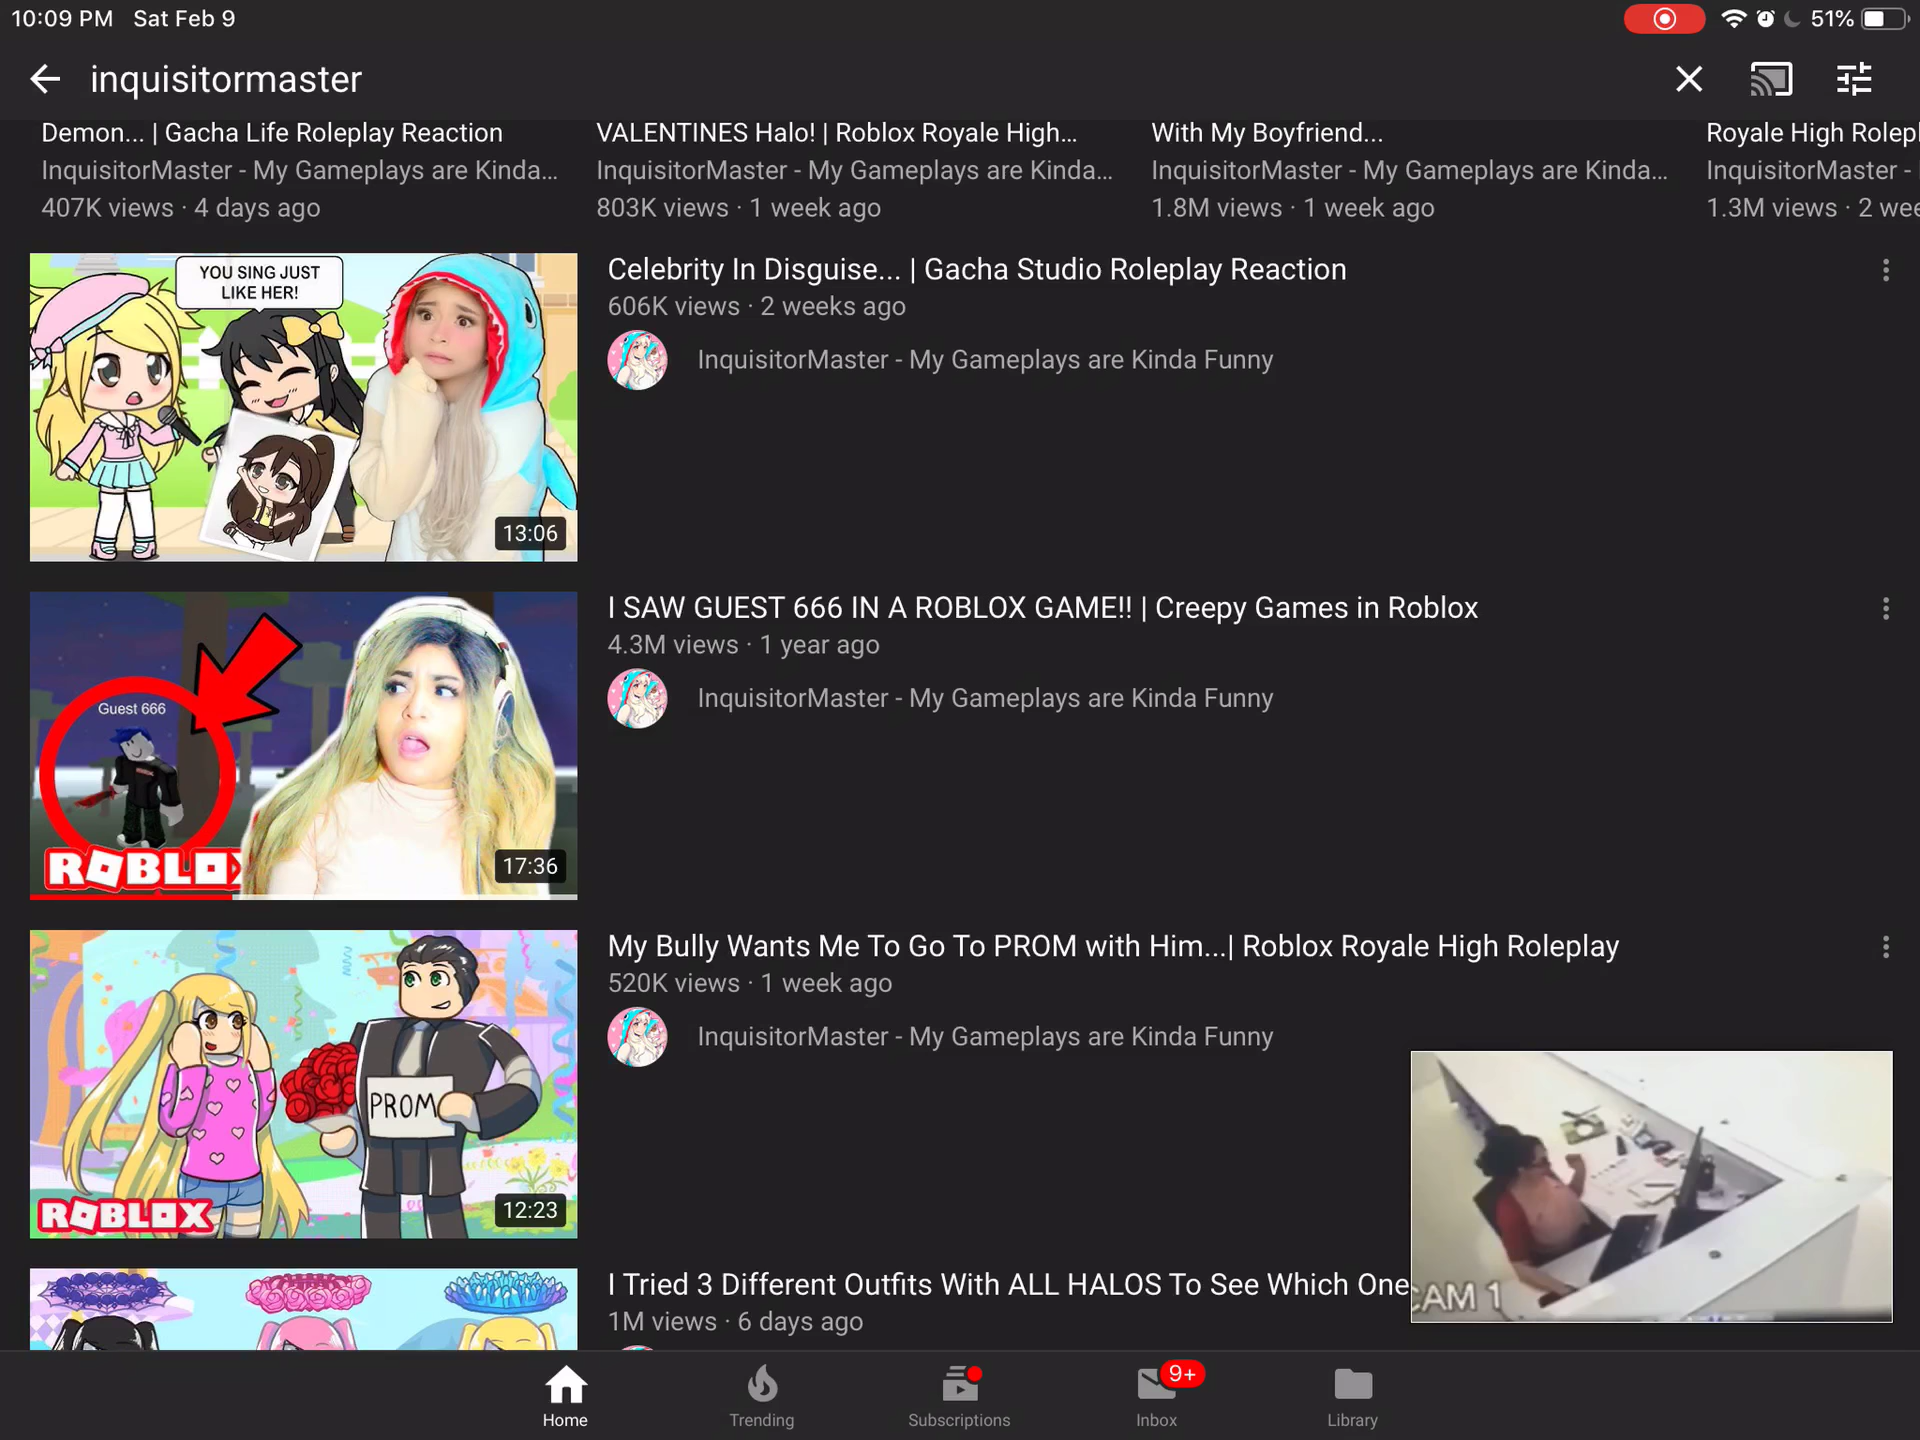 10:09 PM Sat Feb 9
51%
inquisitormaster
Demon... | Gacha Life Roleplay Reaction
InquisitorMaster - My Gameplays are Kinda...
407K views · 4 days ago
VALENTINES Halo! | Roblox Royale High...
InquisitorMaster - My Gameplays are Kinda...
803K views · 1 week ago
With My Boyfriend...
InquisitorMaster - My Gameplays are Kinda...
1.8M views · 1 week ago
Royale High Rolepl
InquisitorMaster -
1.3M views · 2 wee
YOU SING JUST
LIKE HER!
13:06
Celebrity In Disguise... | Gacha Studio Roleplay Reaction
606K views · 2 weeks ago
InquisitorMaster - My Gameplays are Kinda Funny
Guest 666
ROBLOX
17:36
I SAW GUEST 666 IN A ROBLOX GAME!! | Creepy Games in Roblox
4.3M views · 1 year ago
InquisitorMaster - My Gameplays are Kinda Funny
PROM
ROBLOX
12:23
My Bully Wants Me To Go To PROM with Him...| Roblox Royale High Roleplay
520K views · 1 week ago
InquisitorMaster - My Gameplays are Kinda Funny
I Tried 3 Different Outfits With ALL HALOS To See Which One
1M views · 6 days ago
CAM 1
Home
Trending
Subscriptions
9+
Inbox
Library